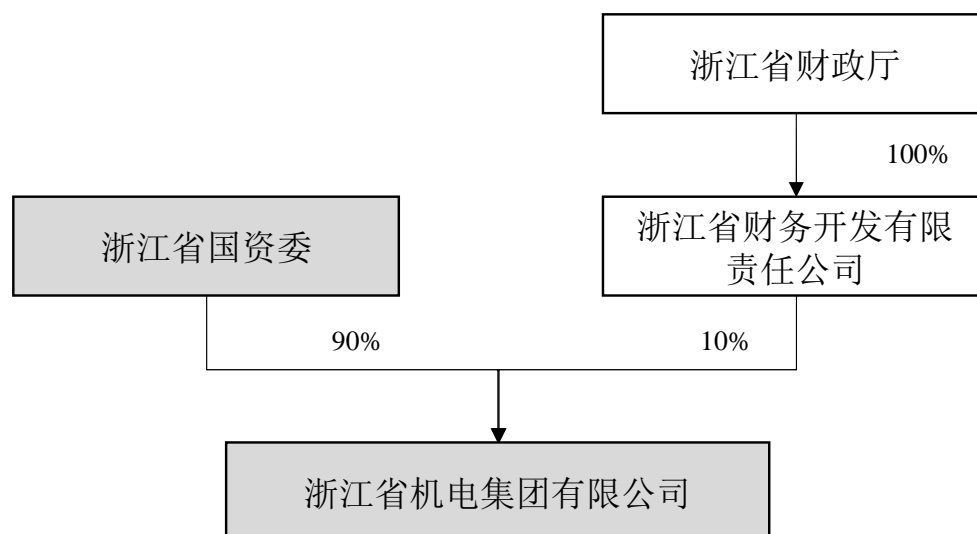 浙江省财政厅
100%
浙江省国资委
浙江省财务开发有限
责任公司
90%
10%
浙江省机电集团有限公司